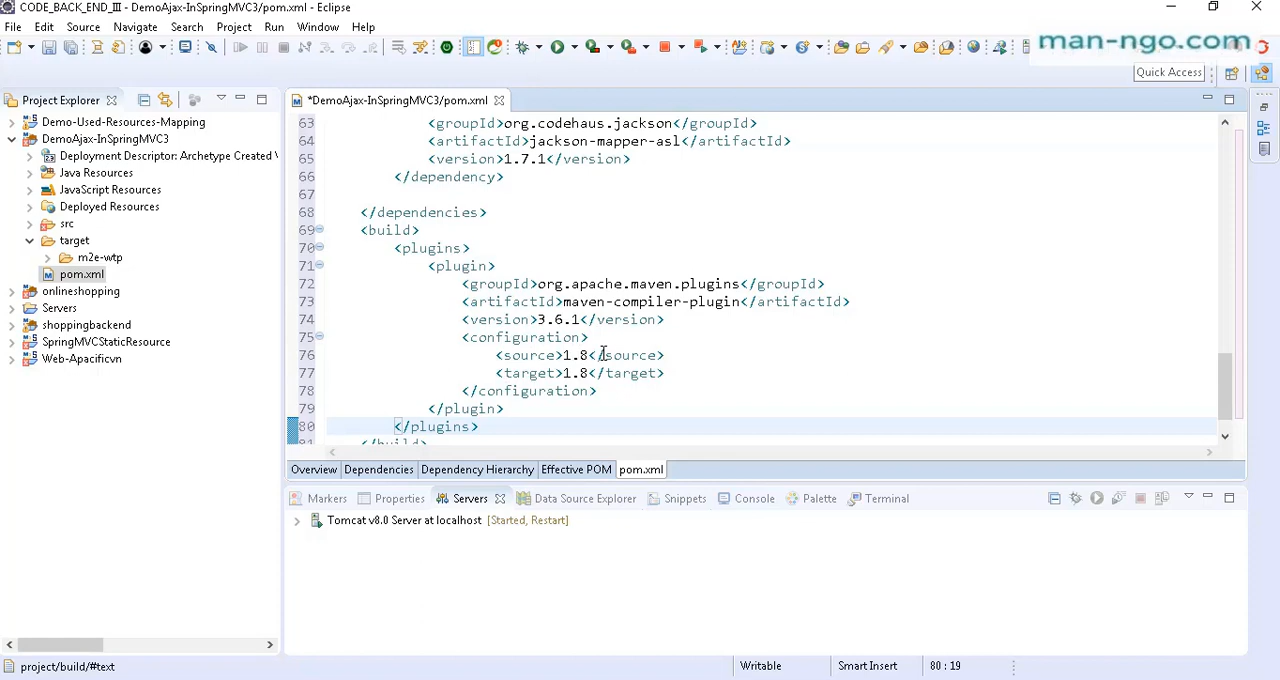 CODE_BACK_END_III - DemoAjax-InSpringMVC3/pom.xml - Eclipse
File Edit Source Navigate Search Project Run Window Help
man-ngo.com
Quick Access
Project Explorer
Demo-Used-Resources-Mapping
DemoAjax-InSpringMVC3
Deployment Descriptor: Archetype Created
Java Resources
JavaScript Resources
Deployed Resources
src
target
m2e-wtp
pom.xml
onlineshopping
Servers
shoppingbackend
SpringMVCStaticResource
Web-Apacificvn
*DemoAjax-InSpringMVC3/pom.xml
63 <groupId>org.codehaus.jackson</groupId>
64 <artifactId>jackson-mapper-asl</artifactId>
65 <version>1.7.1</version>
66 </dependency>
67
68 </dependencies>
69 <build>
70 <plugins>
71 <plugin>
72 <groupId>org.apache.maven.plugins</groupId>
73 <artifactId>maven-compiler-plugin</artifactId>
74 <version>3.6.1</version>
75 <configuration>
76 <source>1.8</source>
77 <target>1.8</target>
78 </configuration>
79 </plugin>
80 </plugins>
81 </build>
Overview Dependencies Dependency Hierarchy Effective POM pom.xml
Markers Properties Servers Data Source Explorer Snippets Console Palette Terminal
Tomcat v8.0 Server at localhost [Started, Restart]
project/build/#text Writable Smart Insert 80 : 19